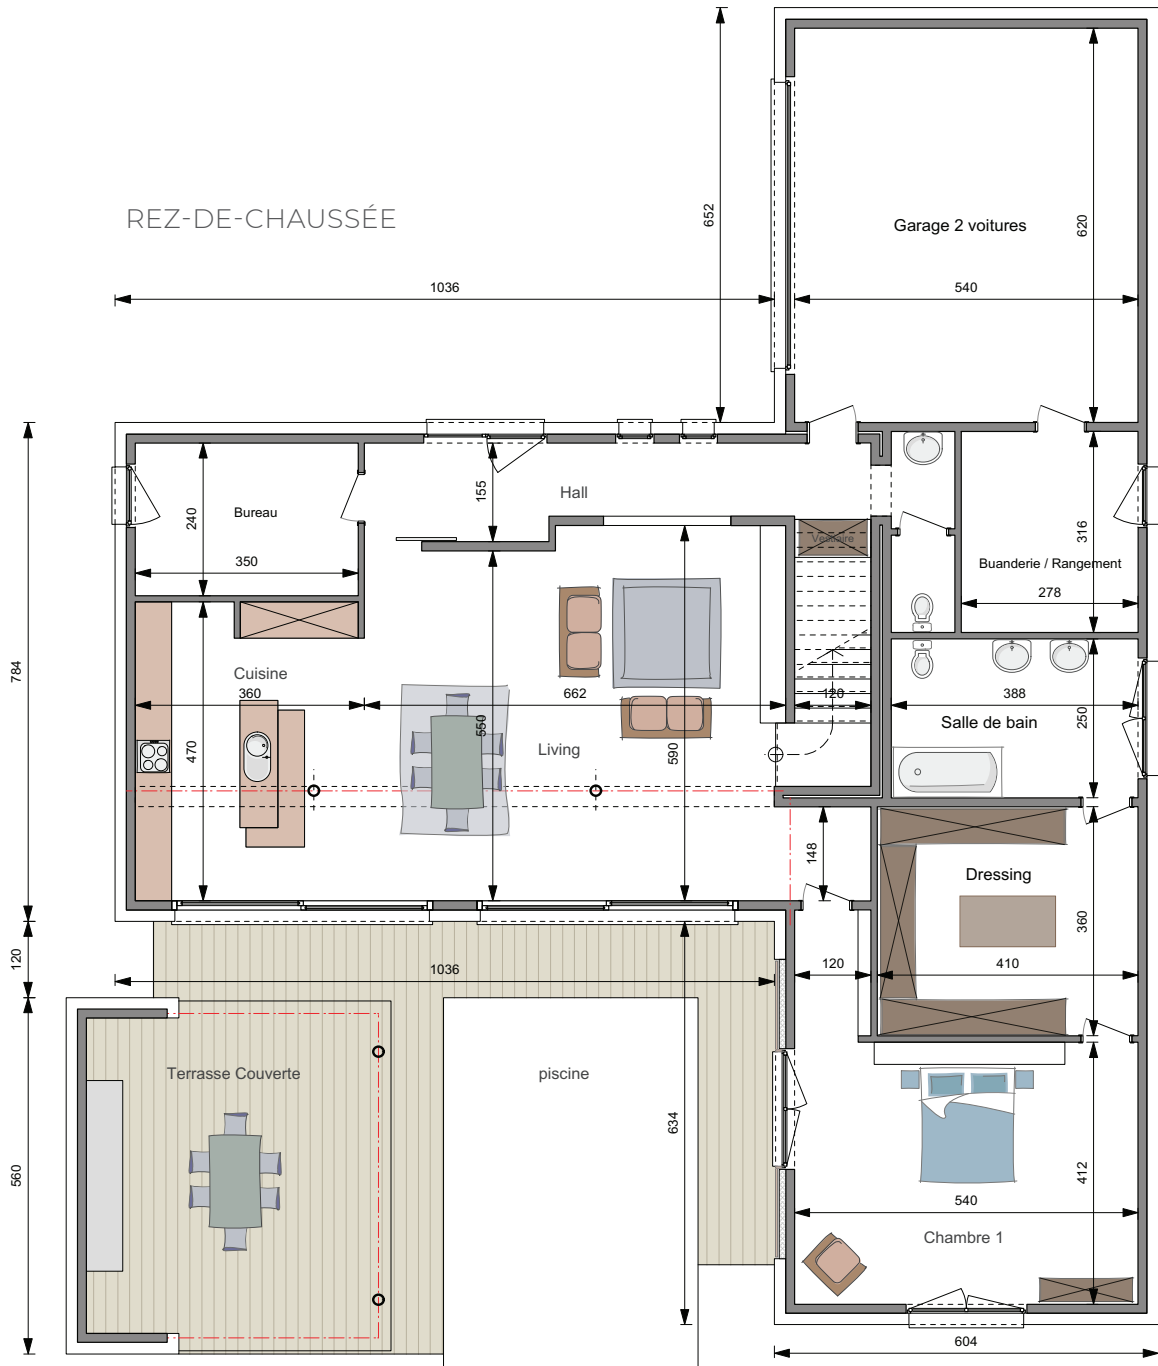 652
REZ-DE-CHAUSSÉE
Garage 2 voitures
620
1036
540
Hall
155
240
Bureau
350
316
Buanderie / Rangement
278
Vestiaire
784
Cuisine
360
662
120
388
Salle de bain
250
470
550
Living
590
148
Dressing
360
120
1036
120
410
Terrasse Couverte
piscine
634
560
412
540
Chambre 1
604